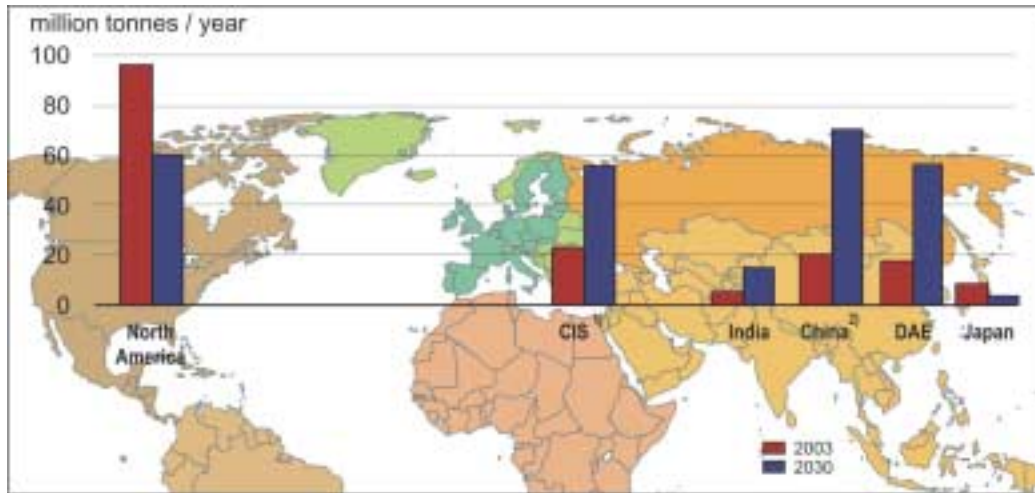 million tonnes / year
100
80
60
40
20
0
North
America
CIS 1)
India
China 2)
DAE
Japan
2003
2030